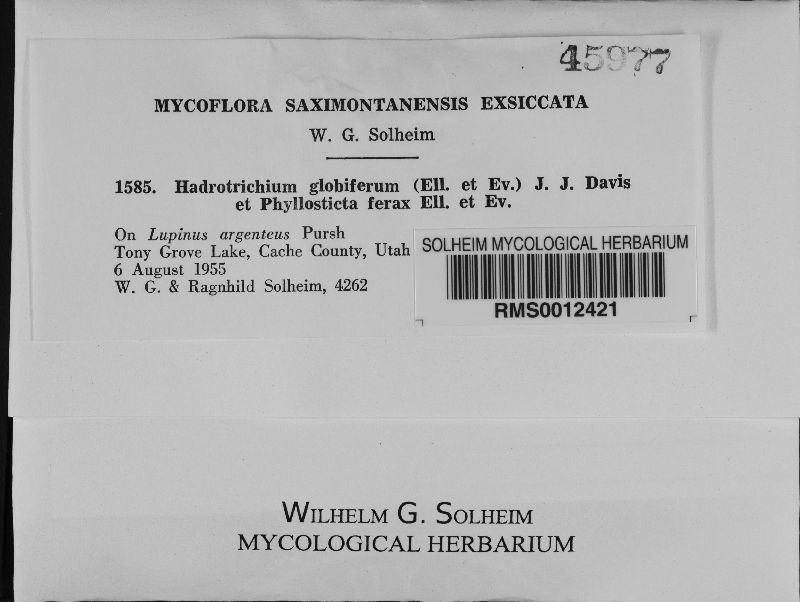 45977
MYCOFLORA SAXIMONTANENSIS EXSICCATA
W. G. Solheim
1585. Hadrotrichium globiferum (Ell. et Ev.) J. J. Davis
et Phyllosticta ferax Ell. et Ev.
On Lupinus argenteus Pursh
Tony Grove Lake, Cache County, Utah
6 August 1955
W. G. & Ragnhild Solheim, 4262
SOLHEIM MYCOLOGICAL HERBARIUM
RMS0012421
WILHELM G. SOLHEIM
MYCOLOGICAL HERBARIUM